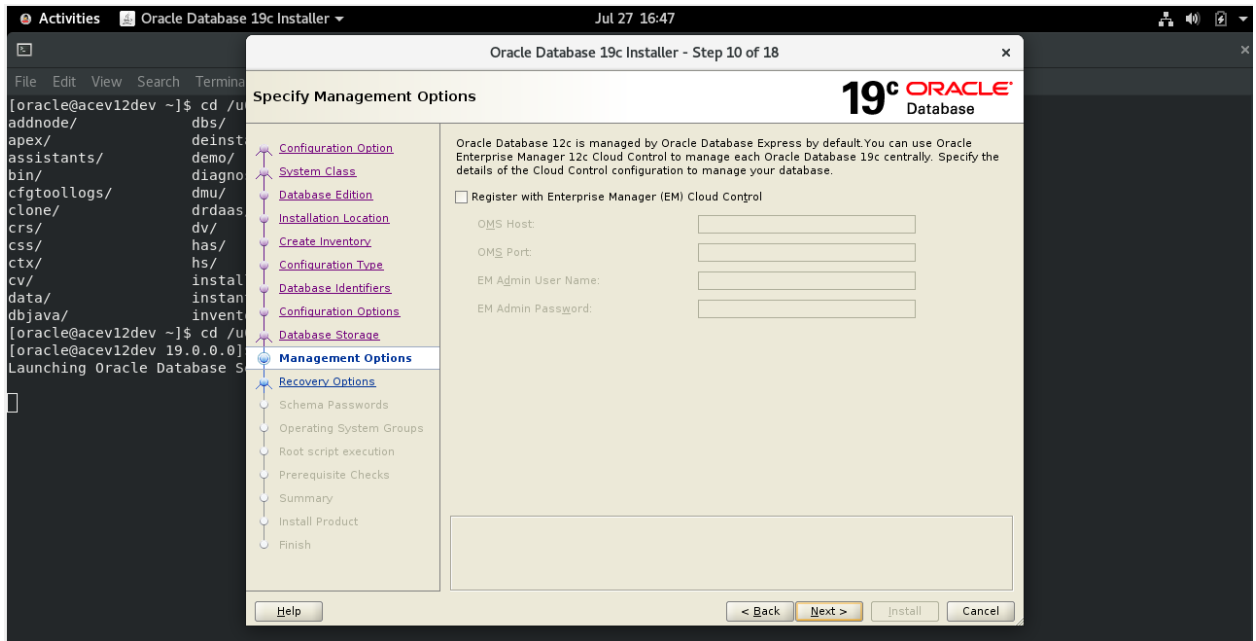 Activities Oracle Database 19c Installer Jul 27 16:47
Oracle Database 19c Installer - Step 10 of 18
File Edit View Search Termina
[oracle@acev12dev ~]$ cd /u
addnode/ dbs/
apex/ deinst
assistants/ demo/
bin/ diagno
cfgtoollogs/ dmu/
clone/ drdaas
crs/ dv/
css/ has/
ctx/ hs/
cv/ instal
data/ instan
dbjava/ invent
[oracle@acev12dev ~]$ cd /u
[oracle@acev12dev 19.0.0.0]
Launching Oracle Database S
Specify Management Options
19c ORACLE
Database
Configuration Option
System Class
Database Edition
Installation Location
Create Inventory
Configuration Type
Database Identifiers
Configuration Options
Database Storage
Management Options
Recovery Options
Schema Passwords
Operating System Groups
Root script execution
Prerequisite Checks
Summary
Install Product
Finish
Oracle Database 12c is managed by Oracle Database Express by default.You can use Oracle
Enterprise Manager 12c Cloud Control to manage each Oracle Database 19c centrally. Specify the
details of the Cloud Control configuration to manage your database.
Register with Enterprise Manager (EM) Cloud Control
OMS Host:
OMS Port:
EM Admin User Name:
EM Admin Password:
Help < Back Next > Install Cancel